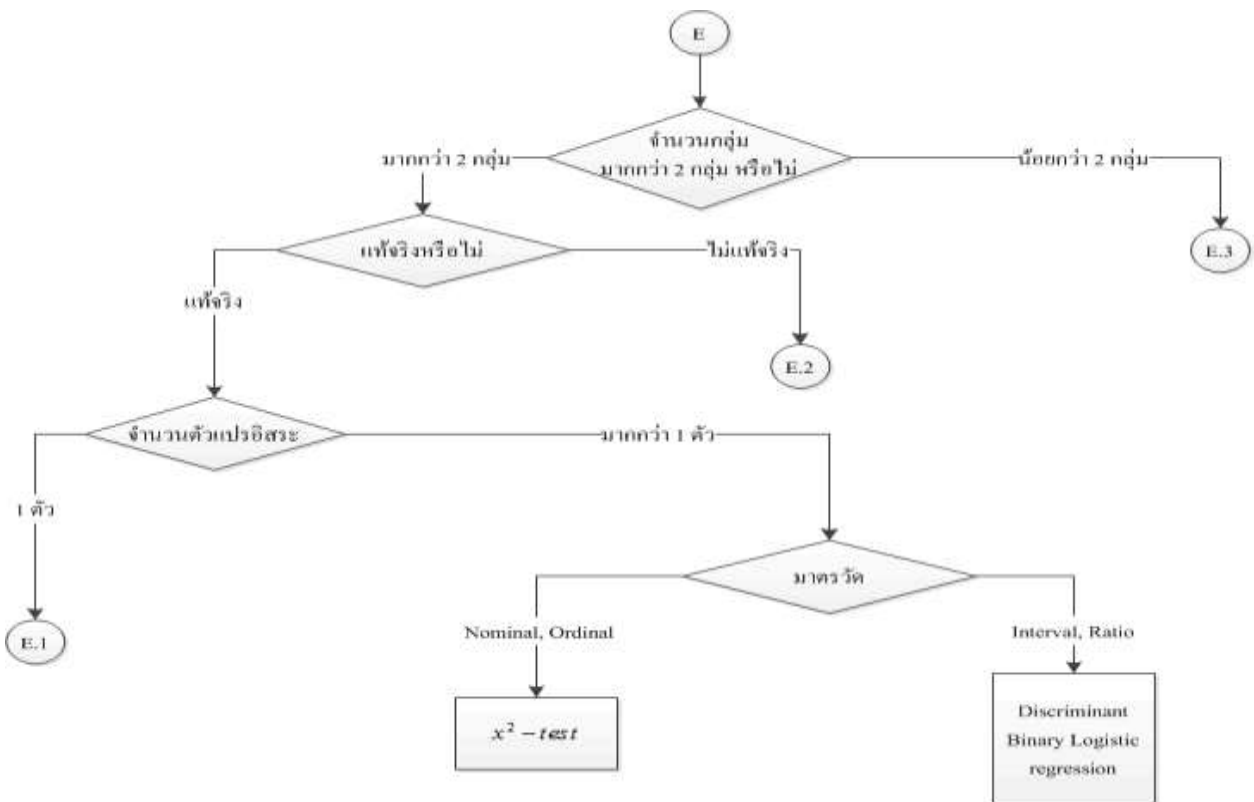 E
จำนวนกลุ่ม
มากกว่า 2 กลุ่ม หรือไม่
มากกว่า 2 กลุ่ม
น้อยกว่า 2 กลุ่ม
แท้จริงหรือไม่
ไม่แท้จริง
E.3
แท้จริง
E.2
จำนวนตัวแปรอิสระ
มากกว่า 1 ตัว
1 ตัว
มาตรวัด
E.1
Nominal, Ordinal
Interval, Ratio
x² – test
Discriminant
Binary Logistic
regression